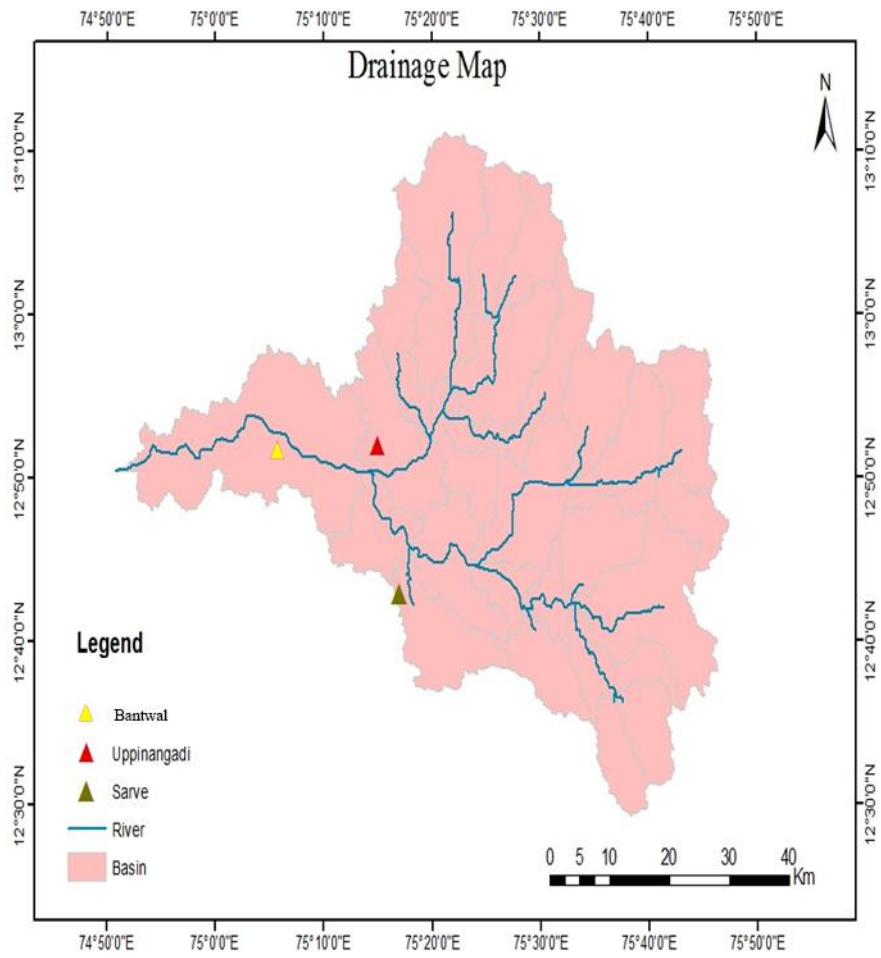 74°50'0"E 75°0'0"E 75°10'0"E 75°20'0"E 75°30'0"E 75°40'0"E 75°50'0"E
Drainage Map
N
13°10'0"N 13°10'0"N
13°0'0"N 13°0'0"N
12°50'0"N 12°50'0"N
12°40'0"N 12°40'0"N
12°30'0"N 12°30'0"N
Legend
Bantwal
Uppinangadi
Sarve
River
Basin
0 5 10 20 30 40
Km
74°50'0"E 75°0'0"E 75°10'0"E 75°20'0"E 75°30'0"E 75°40'0"E 75°50'0"E